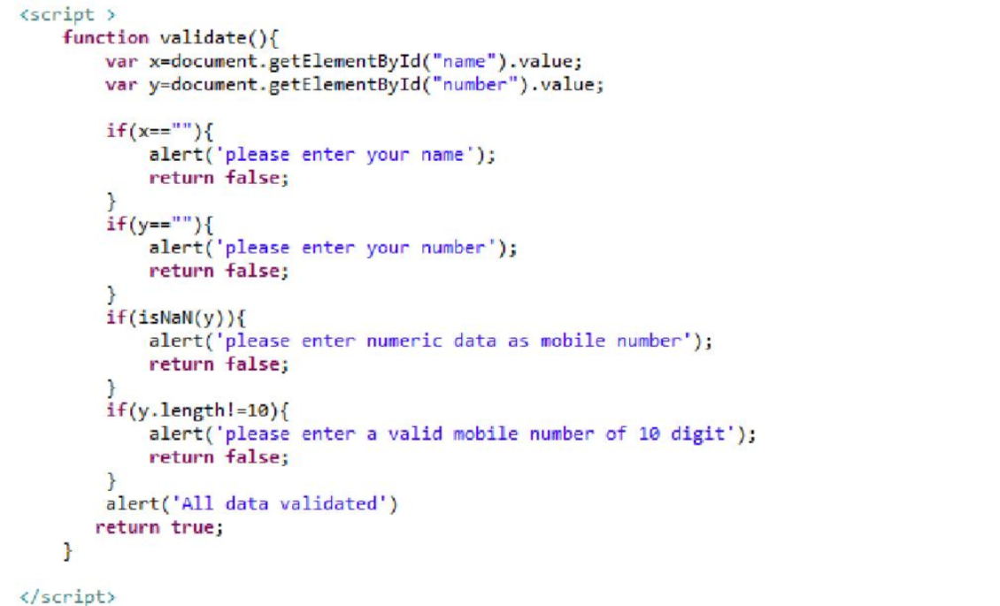 <script >
    function validate(){
        var x=document.getElementById("name").value;
        var y=document.getElementById("number").value;

        if(x==""){
            alert('please enter your name');
            return false;
        }
        if(y==""){
            alert('please enter your number');
            return false;
        }
        if(isNaN(y)){
            alert('please enter numeric data as mobile number');
            return false;
        }
        if(y.length!=10){
            alert('please enter a valid mobile number of 10 digit');
            return false;
        }
        alert('All data validated')
       return true;
    }

</script>